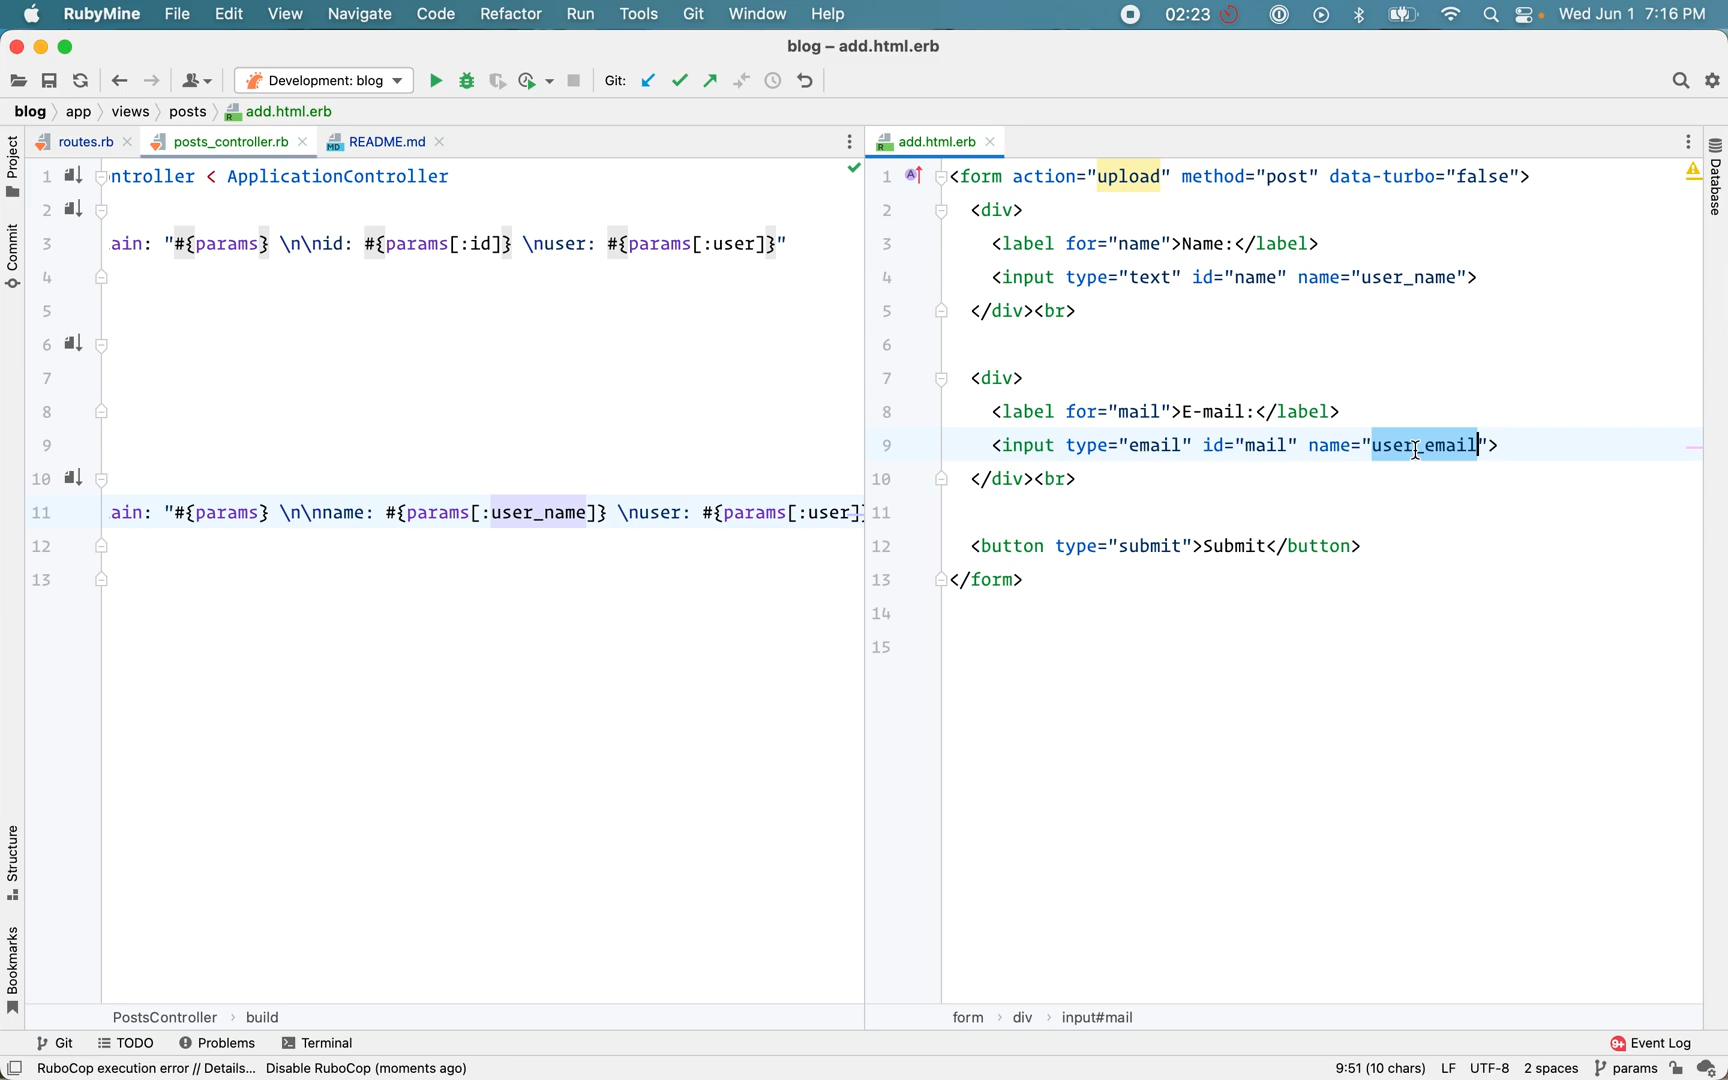 RubyMine File Edit View Navigate Code Refactor Run Tools Git Window Help 02:23 Wed Jun 1 7:16 PM
blog – add.html.erb
Development: blog Git:
blog app views posts add.html.erb
routes.rb posts_controller.rb README.md add.html.erb
Project
Commit
Structure
Bookmarks
1 ntroller < ApplicationController
2
3 .ain: "#{params} \n\nid: #{params[:id]} \nuser: #{params[:user]}"
4
5
6
7
8
9
10
11 .ain: "#{params} \n\nname: #{params[:user_name]} \nuser: #{params[:user]}
12
13
PostsController build
1 <form action="upload" method="post" data-turbo="false">
2 <div>
3 <label for="name">Name:</label>
4 <input type="text" id="name" name="user_name">
5 </div><br>
6
7 <div>
8 <label for="mail">E-mail:</label>
9 <input type="email" id="mail" name="user_email">
10 </div><br>
11
12 <button type="submit">Submit</button>
13 </form>
14
15
form div input#mail
Database
Git TODO Problems Terminal 9+ Event Log
RuboCop execution error // Details... Disable RuboCop (moments ago) 9:51 (10 chars) LF UTF-8 2 spaces params